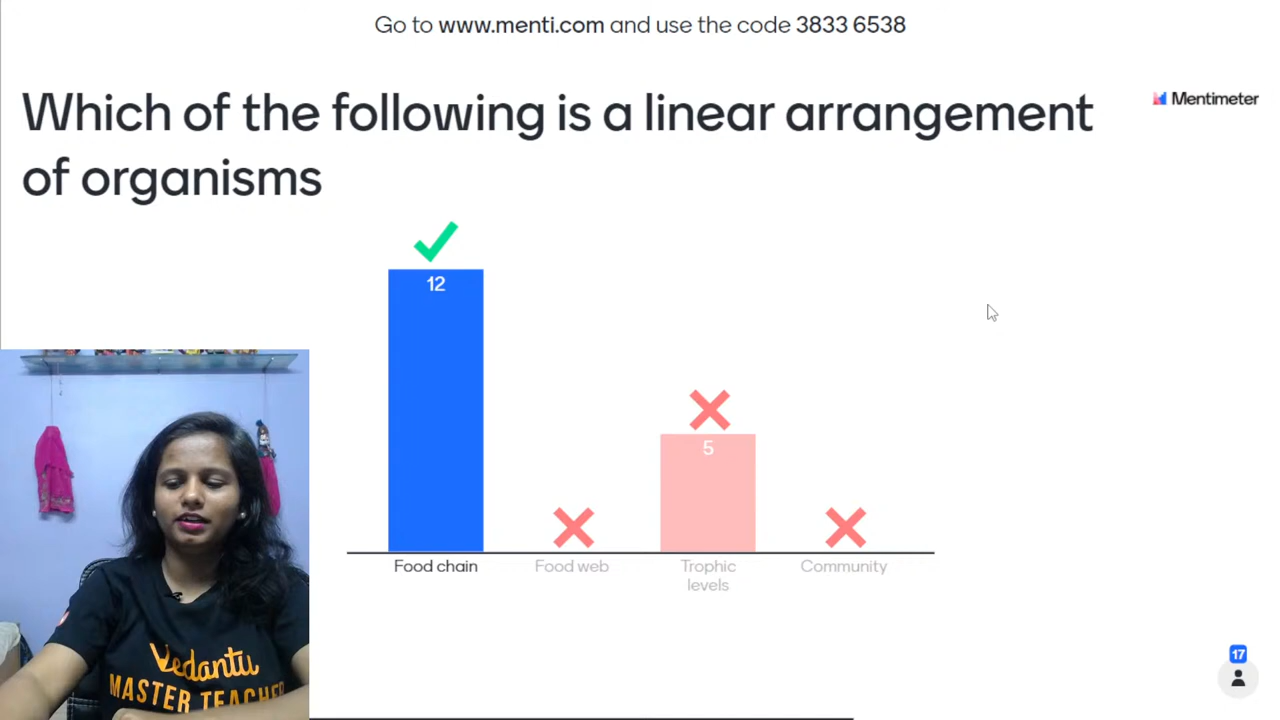 Go to www.menti.com and use the code 3833 6538
Which of the following is a linear arrangement
of organisms
Mentimeter
12
5
Food chain
Food web
Trophic
levels
Community
Vedantu
MASTER TEACHER
17